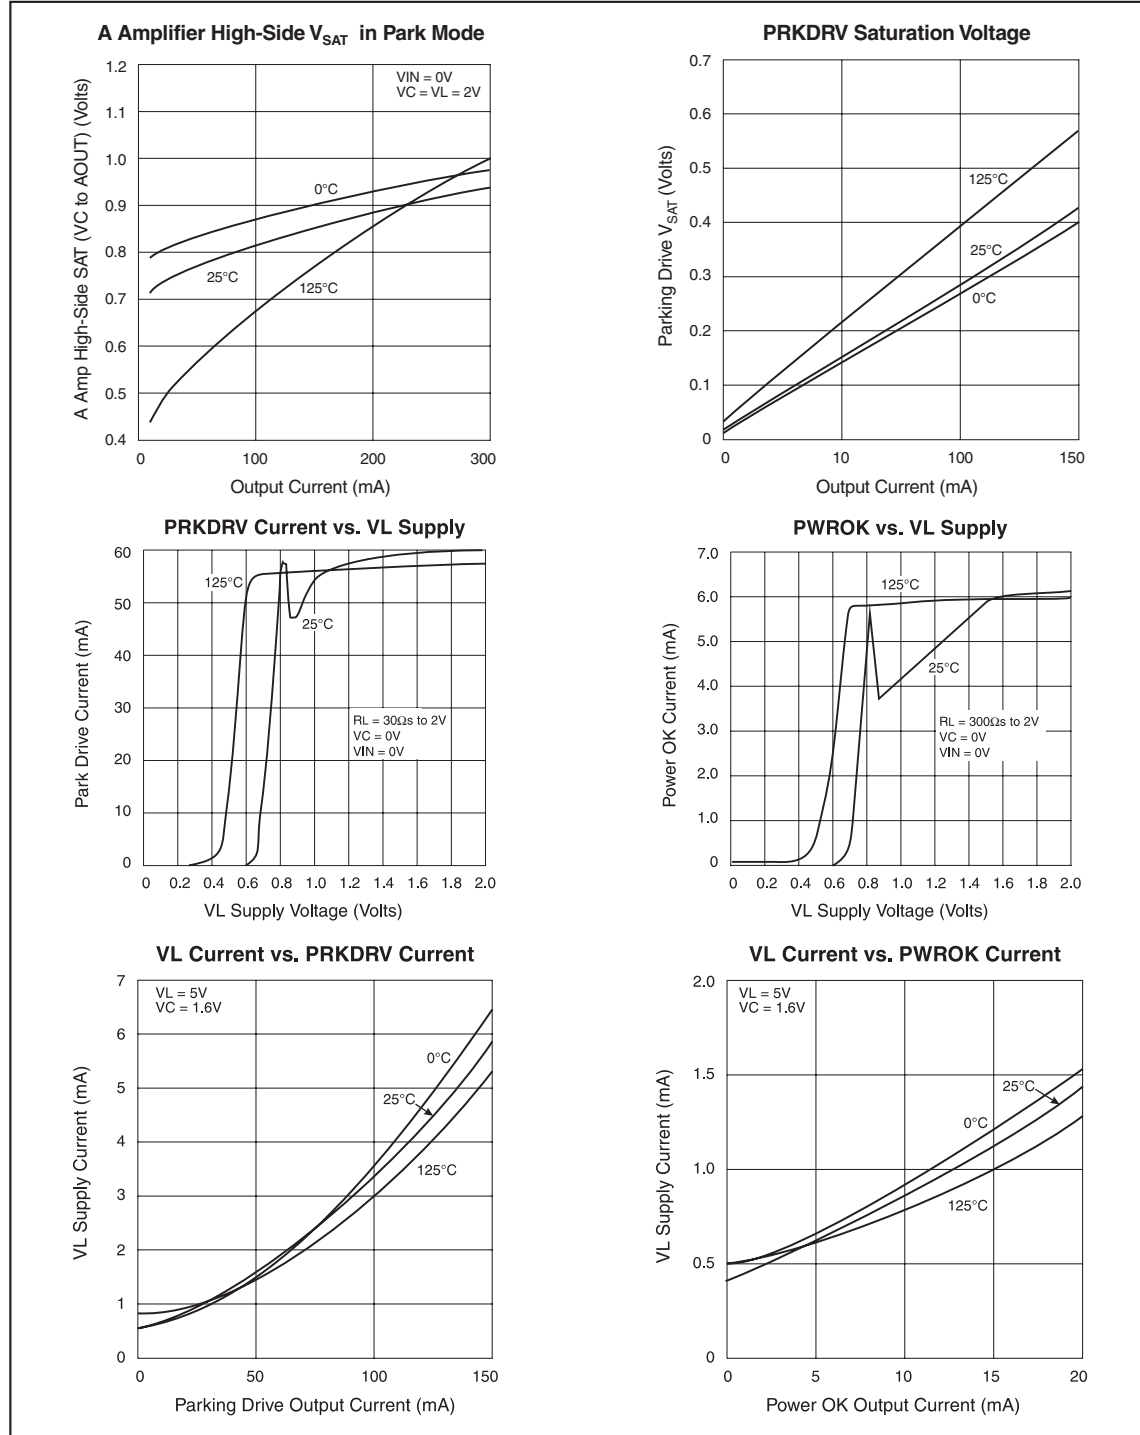 A Amplifier High-Side VSAT in Park Mode
A Amp High-Side SAT (VC to AOUT) (Volts)
1.2
1.1
1.0
0.9
0.8
0.7
0.6
0.5
0.4
VIN = 0V
VC = VL = 2V
0°C
25°C
125°C
0 100 200 300
Output Current (mA)
PRKDRV Saturation Voltage
Parking Drive VSAT (Volts)
0.7
0.6
0.5
0.4
0.3
0.2
0.1
0
125°C
25°C
0°C
0 10 100 150
Output Current (mA)
PRKDRV Current vs. VL Supply
Park Drive Current (mA)
60
50
40
30
20
10
0
125°C
25°C
RL = 30Ωs to 2V
VC = 0V
VIN = 0V
0 0.2 0.4 0.6 0.8 1.0 1.2 1.4 1.6 1.8 2.0
VL Supply Voltage (Volts)
PWROK vs. VL Supply
Power OK Current (mA)
7.0
6.0
5.0
4.0
3.0
2.0
1.0
0
125°C
25°C
RL = 300Ωs to 2V
VC = 0V
VIN = 0V
0 0.2 0.4 0.6 0.8 1.0 1.2 1.4 1.6 1.8 2.0
VL Supply Voltage (Volts)
VL Current vs. PRKDRV Current
VL Supply Current (mA)
7
6
5
4
3
2
1
0
VL = 5V
VC = 1.6V
0°C
25°C
125°C
0 50 100 150
Parking Drive Output Current (mA)
VL Current vs. PWROK Current
VL Supply Current (mA)
2.0
1.5
1.0
0.5
0
VL = 5V
VC = 1.6V
25°C
0°C
125°C
0 5 10 15 20
Power OK Output Current (mA)